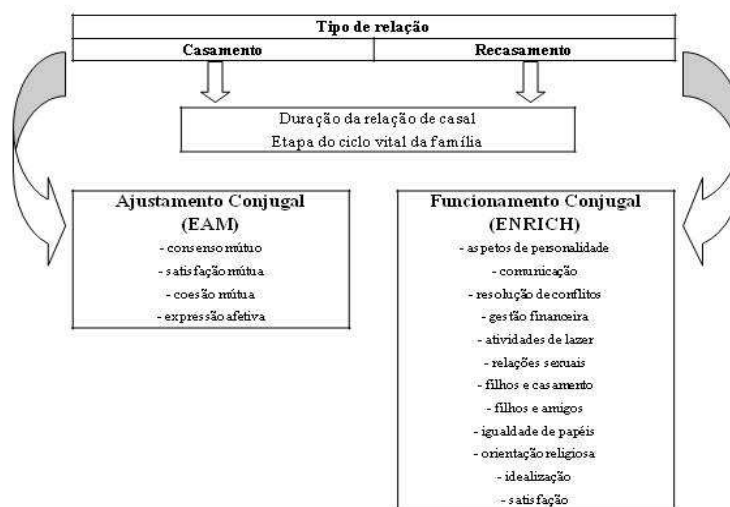 Tipo de relação
Casamento
Recasamento
Duração da relação de casal
Etapa do ciclo vital da família
Ajustamento Conjugal
(EAM)
- consenso mútuo
- satisfação mútua
- coesão mútua
- expressão afetiva
Funcionamento Conjugal
(ENRICH)
- aspetos de personalidade
- comunicação
- resolução de conflitos
- gestão financeira
- atividades de lazer
- relações sexuais
- filhos e casamento
- filhos e amigos
- igualdade de papéis
- orientação religiosa
- idealização
- satisfação